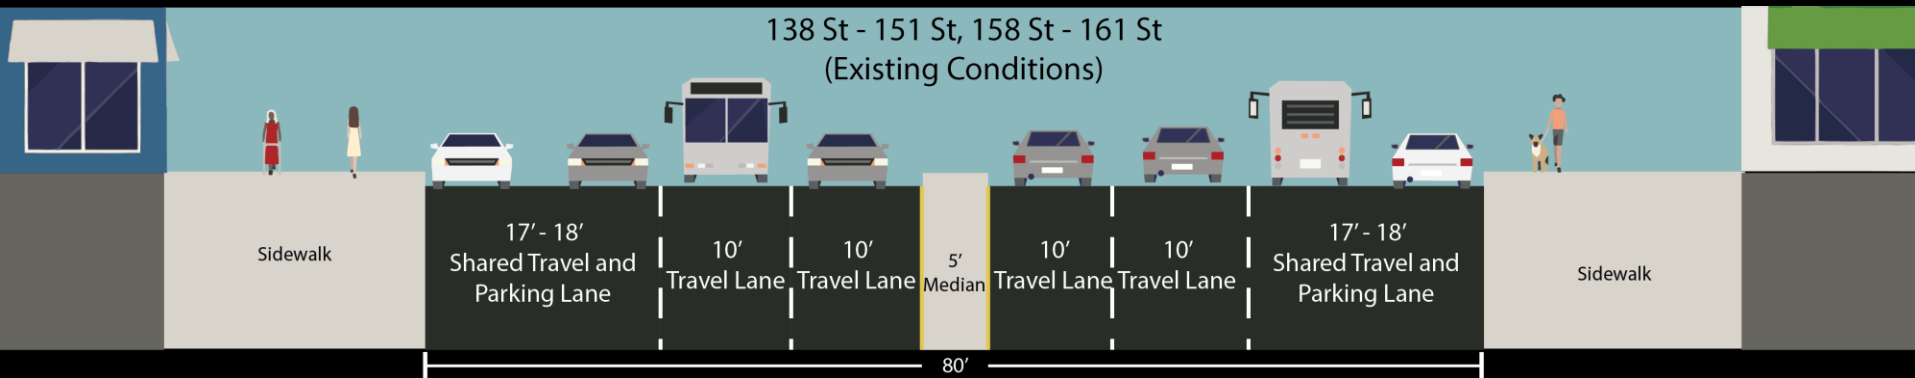 138 St - 151 St, 158 St - 161 St
(Existing Conditions)
Sidewalk
17’ - 18’
Shared Travel and
Parking Lane
10’
Travel Lane
10’
Travel Lane
5’
Median
10’
Travel Lane
10’
Travel Lane
17’ - 18’
Shared Travel and
Parking Lane
Sidewalk
80’